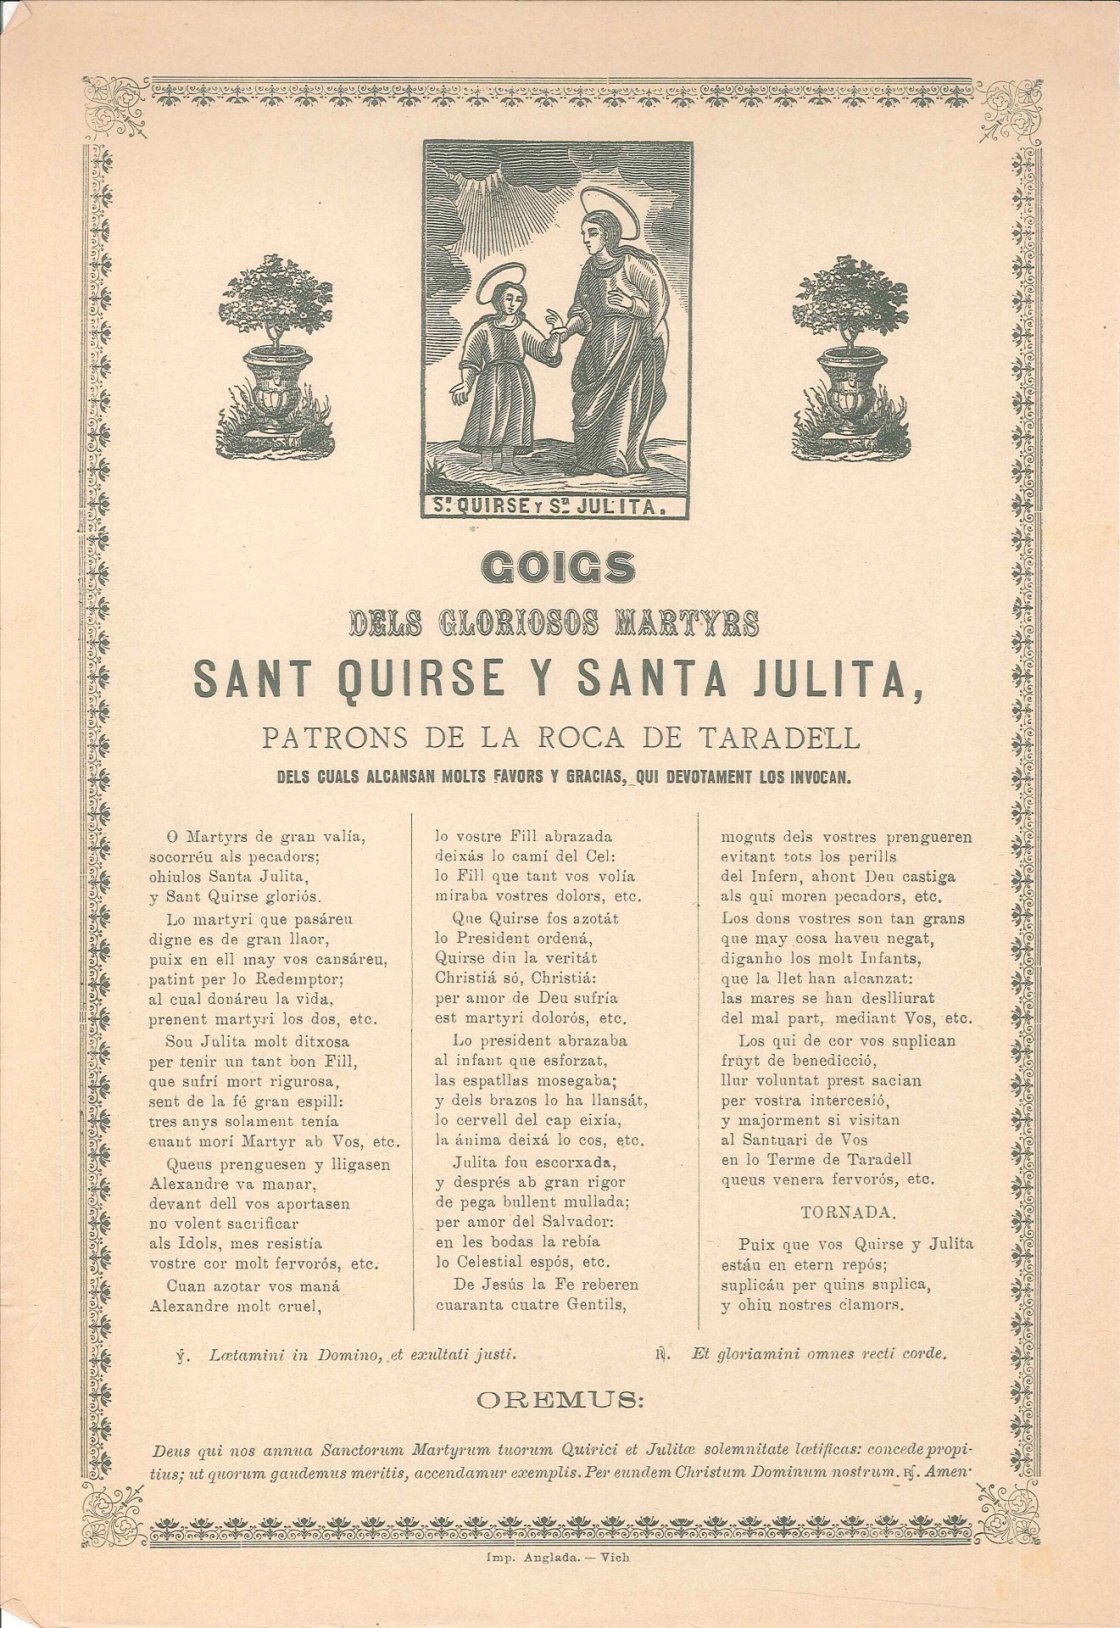 Sn. QUIRSE Y Sta. JULITA.
GOIGS
DELS GLORIOSOS MARTYRS
SANT QUIRSE Y SANTA JULITA,
PATRONS DE LA ROCA DE TARADELL
DELS CUALS ALCANSAN MOLTS FAVORS Y GRACIAS, QUI DEVOTAMENT LOS INVOCAN.
O Martyrs de gran valía,
socorréu als pecadors;
ohiulos Santa Julita,
y Sant Quirse gloriós.
Lo martyri que pasáreu
digne es de gran llaor,
puix en ell may vos cansáreu,
patint per lo Redemptor;
al cual donáreu la vida,
prenent martyri los dos, etc.
Sou Julita molt ditxosa
per tenir un tant bon Fill,
que sufrí mort rigurosa,
sent de la fé gran espill:
tres anys solament tenía
cuant morí Martyr ab Vos, etc.
Queus prenguesen y lligasen
Alexandre va manar,
devant dell vos aportasen
no volent sacrificar
als Idols, mes resistía
vostre cor molt fervorós, etc.
Cuan azotar vos maná
Alexandre molt cruel,
lo vostre Fill abrazada
deixás lo camí del Cel:
lo Fill que tant vos volía
miraba vostres dolors, etc.
Que Quirse fos azotát
lo President ordená,
Quirse diu la veritát
Christiá só, Christiá:
per amor de Deu sufría
est martyri dolorós, etc.
Lo president abrazaba
al infant que esforzat,
las espatllas mosegaba;
y dels brazos lo ha llansát,
lo cervell del cap eixía,
la ánima deixá lo cos, etc.
Julita fou escorxada,
y després ab gran rigor
de pega bullent mullada;
per amor del Salvador:
en les bodas la rebía
lo Celestial espós, etc.
De Jesús la Fe reberen
cuaranta cuatre Gentils,
moguts dels vostres prengueren
evitant tots los perills
del Infern, ahont Deu castiga
als qui moren pecadors, etc.
Los dons vostres son tan grans
que may cosa haveu negat,
diganho los molt Infants,
que la llet han alcanzat:
las mares se han deslliurat
del mal part, mediant Vos, etc.
Los qui de cor vos suplican
fruyt de benedicció,
llur voluntat prest sacian
per vostra intercesió,
y majorment si visitan
al Santuari de Vos
en lo Terme de Taradell
queus venera fervorós, etc.
TORNADA.
Puix que vos Quirse y Julita
estáu en etern repós;
suplicáu per quins suplica,
y ohiu nostres clamors.
℣. Lætamini in Domino, et exultati justi.
℟. Et gloriamini omnes recti corde.
OREMUS:
Deus qui nos annua Sanctorum Martyrum tuorum Quirici et Julitæ solemnitate lætificas: concede propi-
tius; ut quorum gaudemus meritis, accendamur exemplis. Per eundem Christum Dominum nostrum. ℟. Amen.
Imp. Anglada. — Vich